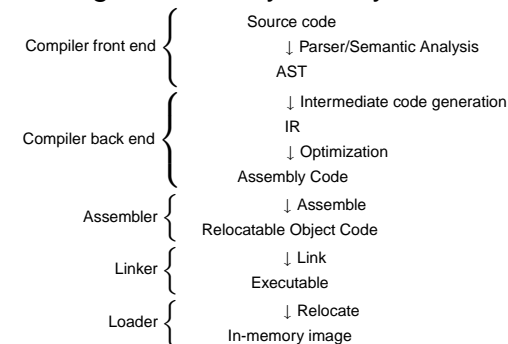 Source code
Compiler front end
↓ Parser/Semantic Analysis
AST
↓ Intermediate code generation
IR
Compiler back end
↓ Optimization
Assembly Code
↓ Assemble
Assembler
Relocatable Object Code
↓ Link
Linker
Executable
↓ Relocate
Loader
In-memory image